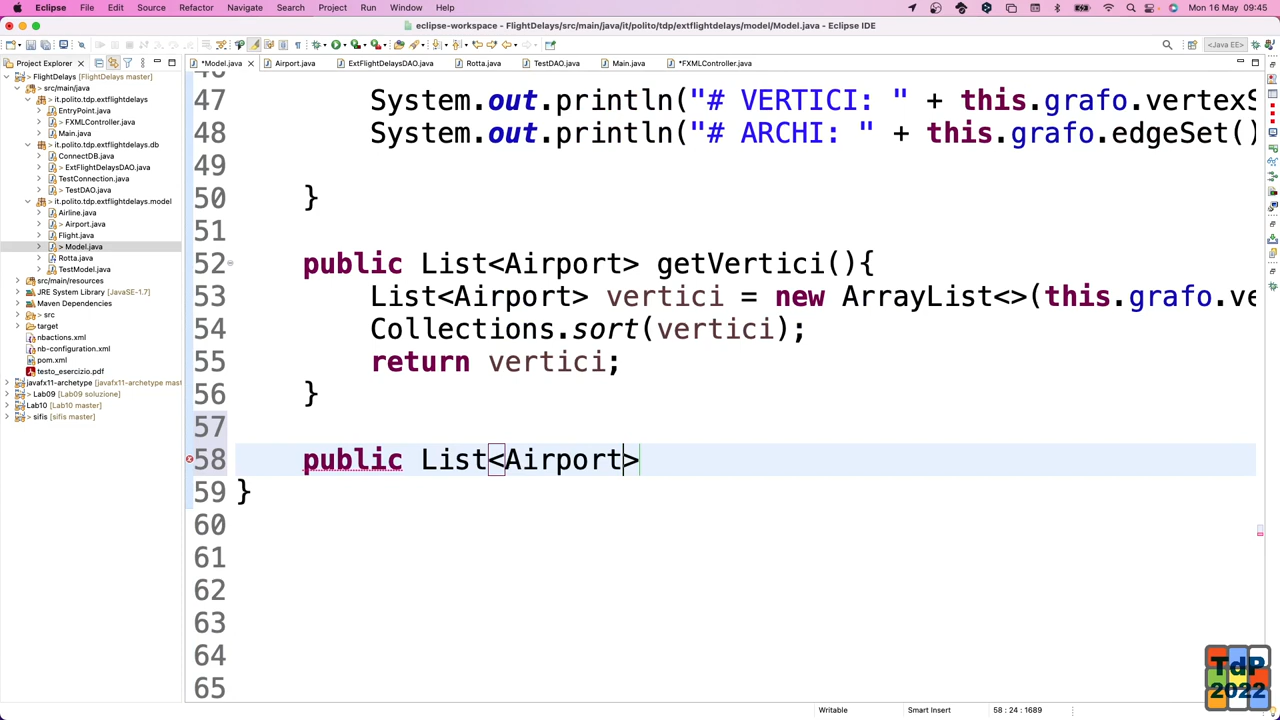 Eclipse File Edit Source Refactor Navigate Search Project Run Window Help Mon 16 May 09:45
eclipse-workspace - FlightDelays/src/main/java/it/polito/tdp/extflightdelays/model/Model.java - Eclipse IDE
<Java EE>
Project Explorer
*Model.java Airport.java ExtFlightDelaysDAO.java Rotta.java TestDAO.java Main.java *FXMLController.java
FlightDelays [FlightDelays master]
src/main/java
it.polito.tdp.extflightdelays
EntryPoint.java
> FXMLController.java
Main.java
it.polito.tdp.extflightdelays.db
ConnectDB.java
> ExtFlightDelaysDAO.java
TestConnection.java
> TestDAO.java
it.polito.tdp.extflightdelays.model
Airline.java
> Airport.java
Flight.java
> Model.java
Rotta.java
TestModel.java
src/main/resources
JRE System Library [JavaSE-1.7]
Maven Dependencies
> src
target
nbactions.xml
nb-configuration.xml
pom.xml
testo_esercizio.pdf
javafx11-archetype [javafx11-archetype mast
> Lab09 [Lab09 soluzione]
Lab10 [Lab10 master]
> sifis [sifis master]
47 System.out.println("# VERTICI: " + this.grafo.vertexS
48 System.out.println("# ARCHI: " + this.grafo.edgeSet()
49
50 }
51
52 public List<Airport> getVertici(){
53 List<Airport> vertici = new ArrayList<>(this.grafo.ve
54 Collections.sort(vertici);
55 return vertici;
56 }
57
58 public List<Airport>
59 }
60
61
62
63
64
65
Writable Smart Insert 58 : 24 : 1689
TdP
2022